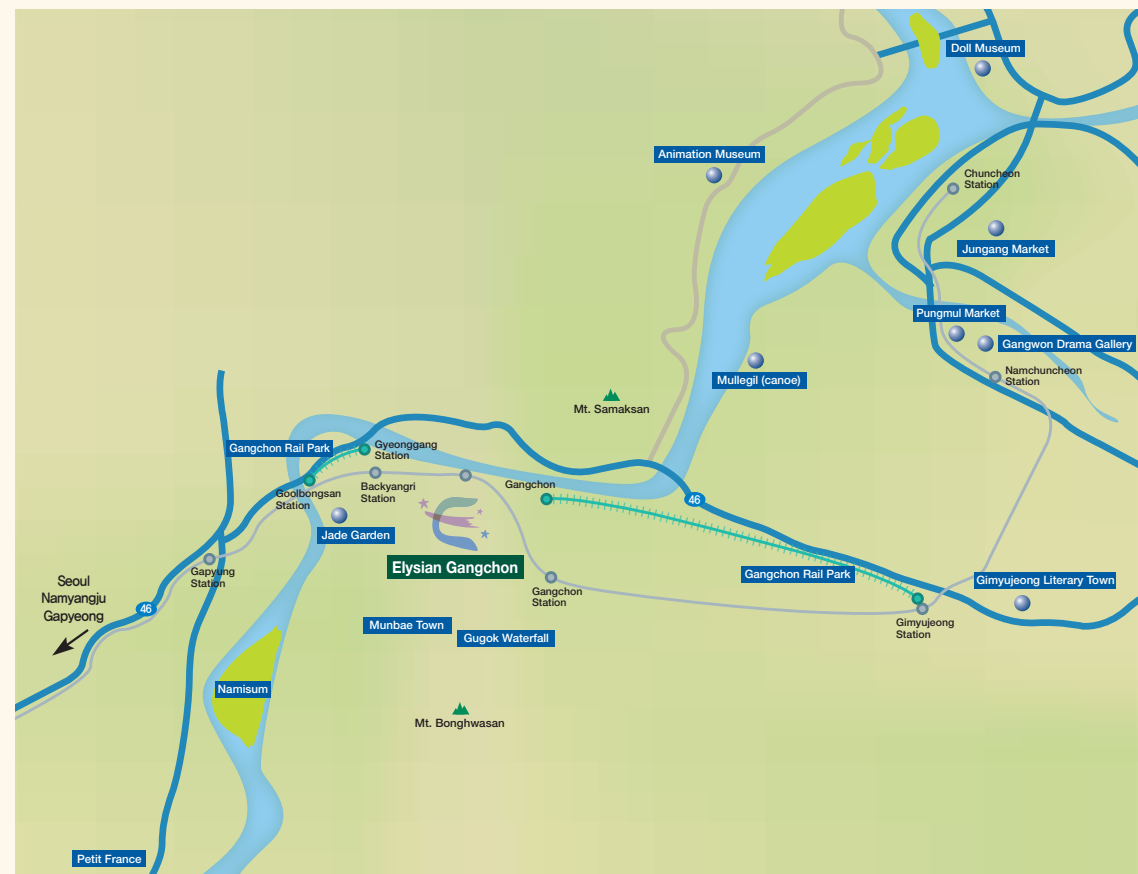 Doll Museum
Animation Museum
Chuncheon
Station
Jungang Market
Pungmul Market
Gangwon Drama Gallery
Namchuncheon
Station
Mullegil (canoe)
Mt. Samaksan
Gangchon Rail Park
Gyeonggang
Station
Backyangri
Station
Goolbongsan
Station
Gangchon
46
Jade Garden
Elysian Gangchon
Gapyung
Station
Gangchon
Station
Gangchon Rail Park
Gimyujeong Literary Town
Gimyujeong
Station
Seoul
Namyangju
Gapyeong
46
Munbae Town
Gugok Waterfall
Namisum
Mt. Bonghwasan
Petit France